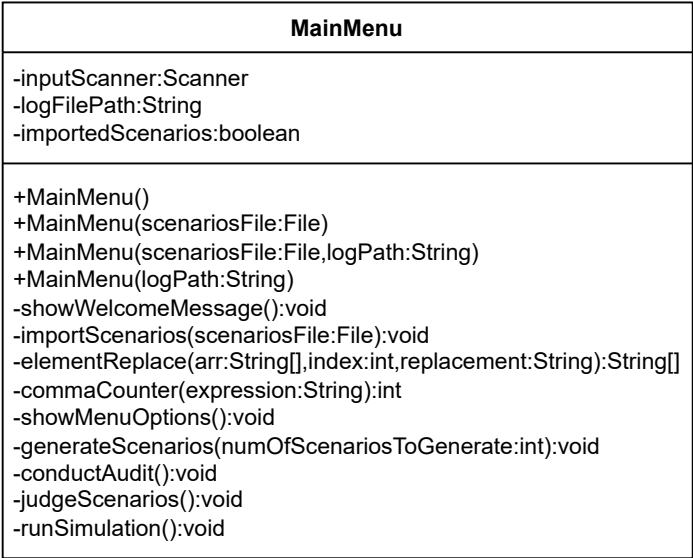 MainMenu
-inputScanner:Scanner
-logFilePath:String
-importedScenarios:boolean
+MainMenu()
+MainMenu(scenariosFile:File)
+MainMenu(scenariosFile:File,logPath:String)
+MainMenu(logPath:String)
-showWelcomeMessage():void
-importScenarios(scenariosFile:File):void
-elementReplace(arr:String[],index:int,replacement:String):String[]
-commaCounter(expression:String):int
-showMenuOptions():void
-generateScenarios(numOfScenariosToGenerate:int):void
-conductAudit():void
-judgeScenarios():void
-runSimulation():void